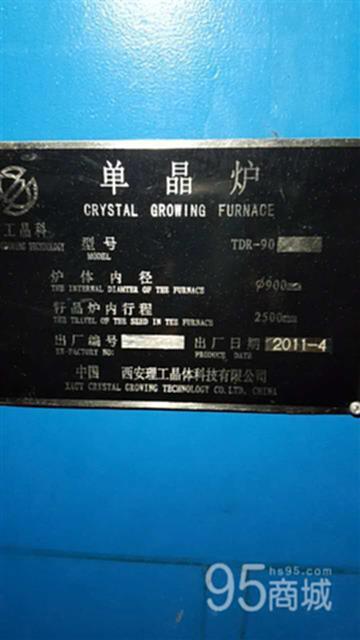 单晶炉
CRYSTAL GROWING FURNACE
工晶科
GROWING TECHNOLOGY
型号 TDR-90
MODEL
炉体内径 Φ900mm
THE INTERNAL DIAMTER OF THE FURNACE
籽晶炉内行程 2500mm
THE TRAVEL OF THE SEED IN THE FURNACE
出厂编号 出厂日期 2011-4
EX-FACTORY NO: PRODUCE DATE
中国 西安理工晶体科技有限公司
XAUT CRYSTAL GROWING TECHNOLOGY CO.LTD. CHINA
hs95.com
95商城